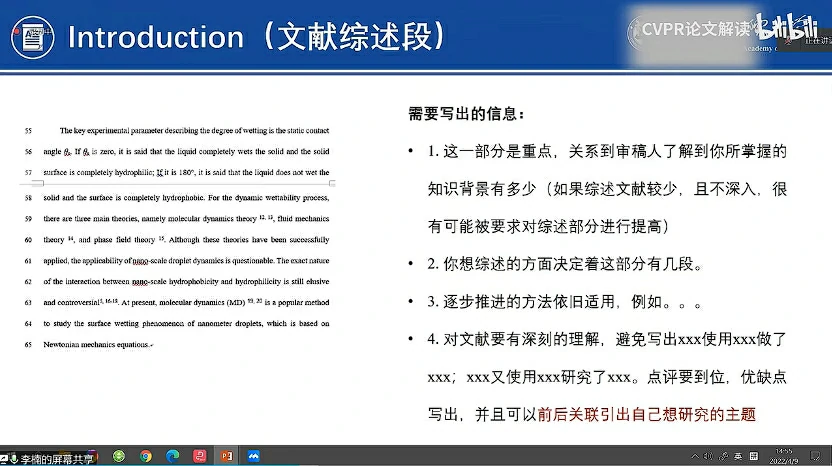 Introduction（文献综述段）
CVPR论文解读
bilibili
Academy
正在讲话
55 The key experimental parameter describing the degree of wetting is the static contact
56 angle θs. If θs is zero, it is said that the liquid completely wets the solid and the solid
57 surface is completely hydrophilic; If it is 180°, it is said that the liquid does not wet the
58 solid and the surface is completely hydrophobic. For the dynamic wettability process,
59 there are three main theories, namely molecular dynamics theory 12, 13, fluid mechanics
60 theory 14, and phase field theory 15. Although these theories have been successfully
61 applied, the applicability of nano-scale droplet dynamics is questionable. The exact nature
62 of the interaction between nano-scale hydrophobicity and hydrophilicity is still elusive
63 and controversial4, 16-18. At present, molecular dynamics (MD) 19, 20 is a popular method
64 to study the surface wetting phenomenon of nanometer droplets, which is based on
65 Newtonian mechanics equations.
需要写出的信息：
• 1. 这一部分是重点，关系到审稿人了解到你所掌握的
知识背景有多少（如果综述文献较少，且不深入，很
有可能被要求对综述部分进行提高）
• 2. 你想综述的方面决定着这部分有几段。
• 3. 逐步推进的方法依旧适用，例如。。。
• 4. 对文献要有深刻的理解，避免写出xxx使用xxx做了
xxx；xxx又使用xxx研究了xxx。点评要到位，优缺点
写出，并且可以前后关联引出自己想研究的主题
李楠的屏幕共享
英
14:55
2022/4/9